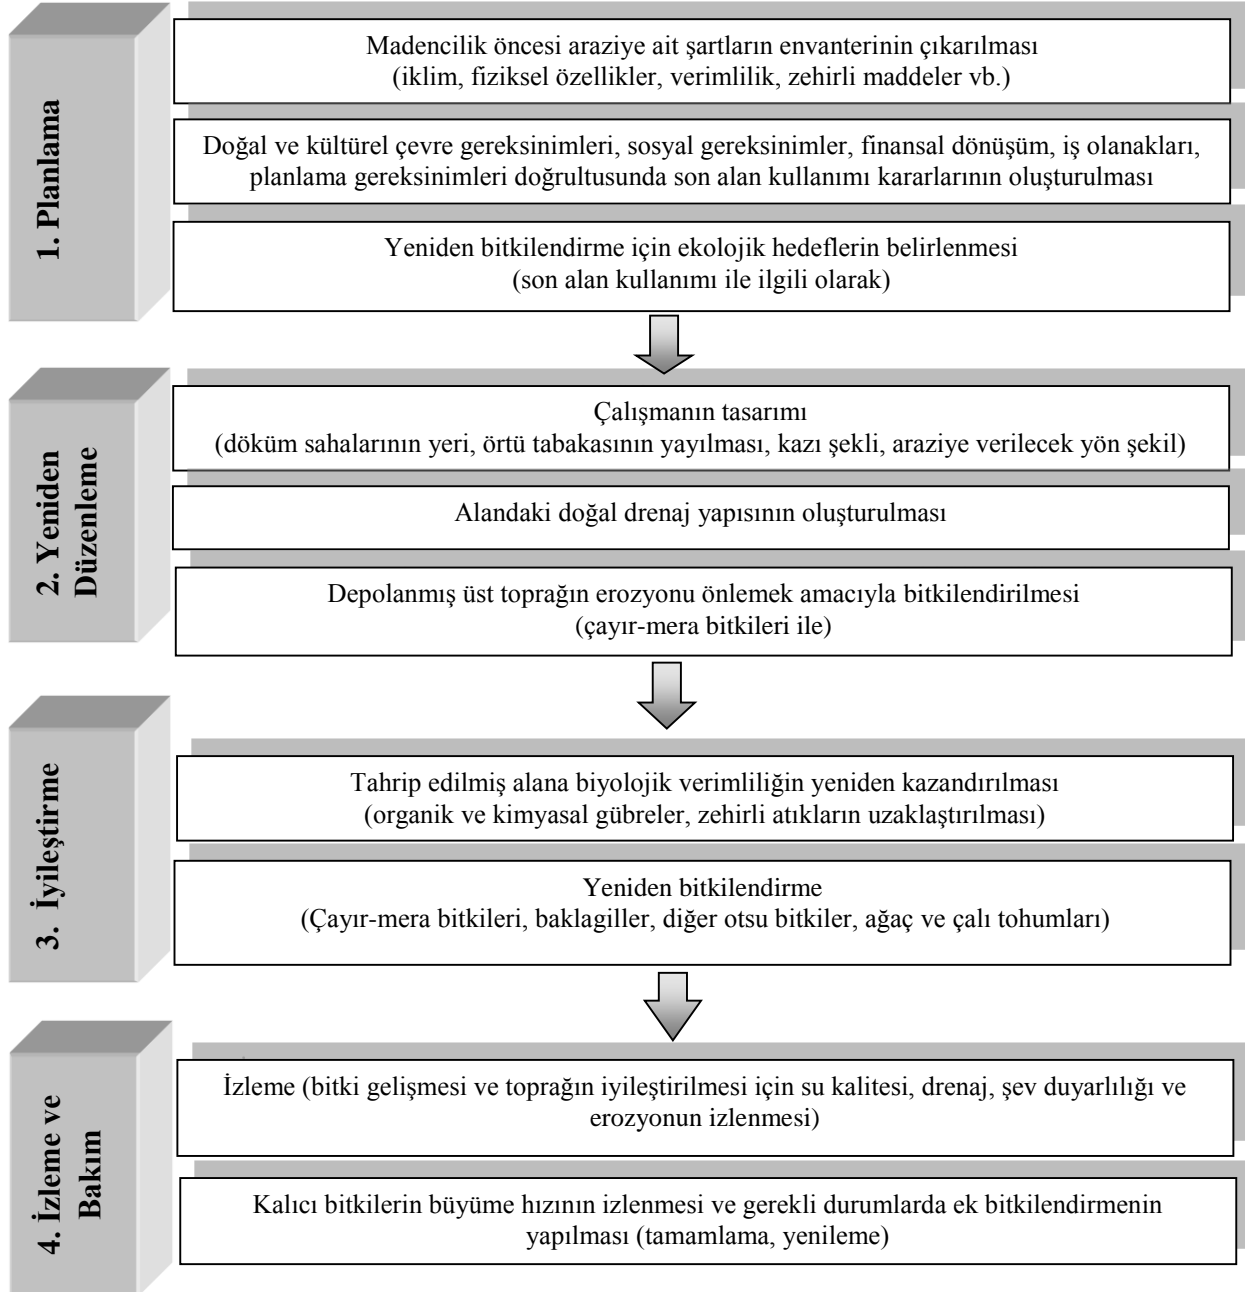 1. Planlama
Madencilik öncesi araziye ait şartların envanterinin çıkarılması
(iklim, fiziksel özellikler, verimlilik, zehirli maddeler vb.)
Doğal ve kültürel çevre gereksinimleri, sosyal gereksinimler, finansal dönüşüm, iş olanakları,
planlama gereksinimleri doğrultusunda son alan kullanımı kararlarının oluşturulması
Yeniden bitkilendirme için ekolojik hedeflerin belirlenmesi
(son alan kullanımı ile ilgili olarak)
2. Yeniden
Düzenleme
Çalışmanın tasarımı
(döküm sahalarının yeri, örtü tabakasının yayılması, kazı şekli, araziye verilecek yön şekil)
Alandaki doğal drenaj yapısının oluşturulması
Depolanmış üst toprağın erozyonu önlemek amacıyla bitkilendirilmesi
(çayır-mera bitkileri ile)
3. İyileştirme
Tahrip edilmiş alana biyolojik verimliliğin yeniden kazandırılması
(organik ve kimyasal gübreler, zehirli atıkların uzaklaştırılması)
Yeniden bitkilendirme
(Çayır-mera bitkileri, baklagiller, diğer otsu bitkiler, ağaç ve çalı tohumları)
4. İzleme ve
Bakım
İzleme (bitki gelişmesi ve toprağın iyileştirilmesi için su kalitesi, drenaj, şev duyarlılığı ve
erozyonun izlenmesi)
Kalıcı bitkilerin büyüme hızının izlenmesi ve gerekli durumlarda ek bitkilendirmenin
yapılması (tamamlama, yenileme)